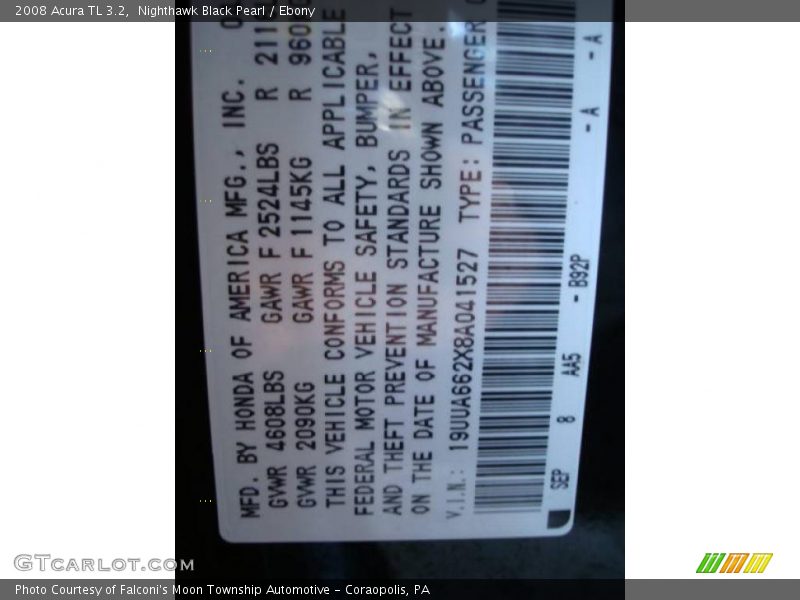 2008 Acura TL 3.2,  Nighthawk Black Pearl / Ebony
MFD. BY HONDA OF AMERICA MFG., INC.
GVWR 4608LBS GAWR F 2524LBS R
GVWR 2090KG GAWR F 1145KG R
THIS VEHICLE CONFORMS TO ALL APPLICABLE
FEDERAL MOTOR VEHICLE SAFETY, BUMPER,
AND THEFT PREVENTION STANDARDS IN EFFECT
ON THE DATE OF MANUFACTURE SHOWN ABOVE.
V.I.N.: 19UUA662X8A041527 TYPE: PASSENGER
SEP 8 AA5 - B92P - A - A
GTcarlot.com
Photo Courtesy of Falconi's Moon Township Automotive - Coraopolis, PA